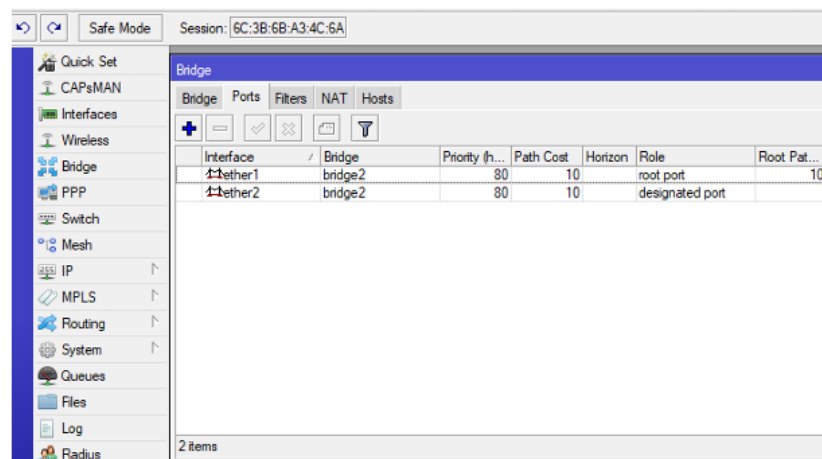 Safe Mode Session: 6C:3B:6B:A3:4C:6A
Quick Set
CAPsMAN
Interfaces
Wireless
Bridge
PPP
Switch
Mesh
IP
MPLS
Routing
System
Queues
Files
Log
Radius
Bridge
Bridge Ports Filters NAT Hosts
Interface Bridge Priority (h... Path Cost Horizon Role Root Pat...
ether1 bridge2 80 10 root port 10
ether2 bridge2 80 10 designated port
2 items